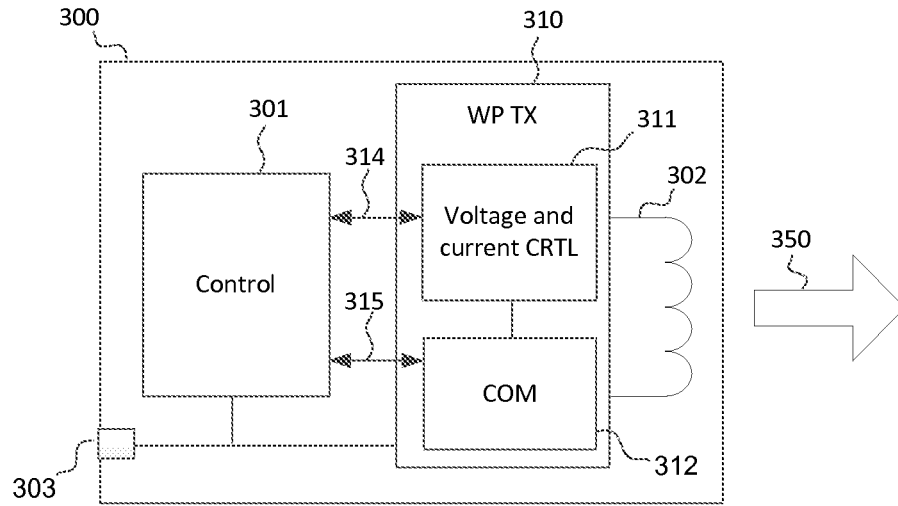 300
310
301
WP TX
311
314
302
Voltage and
current CRTL
350
Control
315
COM
303
312